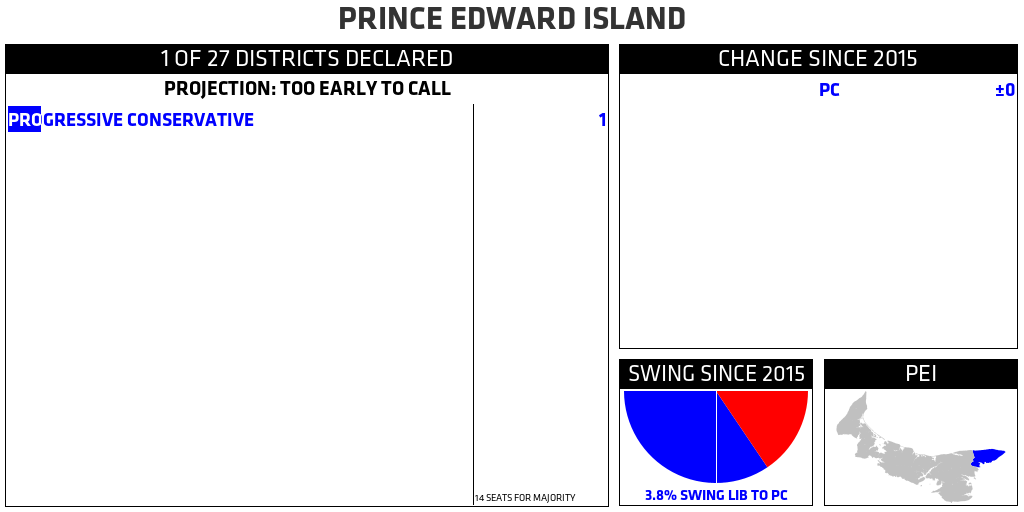 PRINCE EDWARD ISLAND
1 OF 27 DISTRICTS DECLARED
PROJECTION: TOO EARLY TO CALL
PROGRESSIVE CONSERVATIVE 1
14 SEATS FOR MAJORITY
CHANGE SINCE 2015
PC ±0
SWING SINCE 2015
3.8% SWING LIB TO PC
PEI